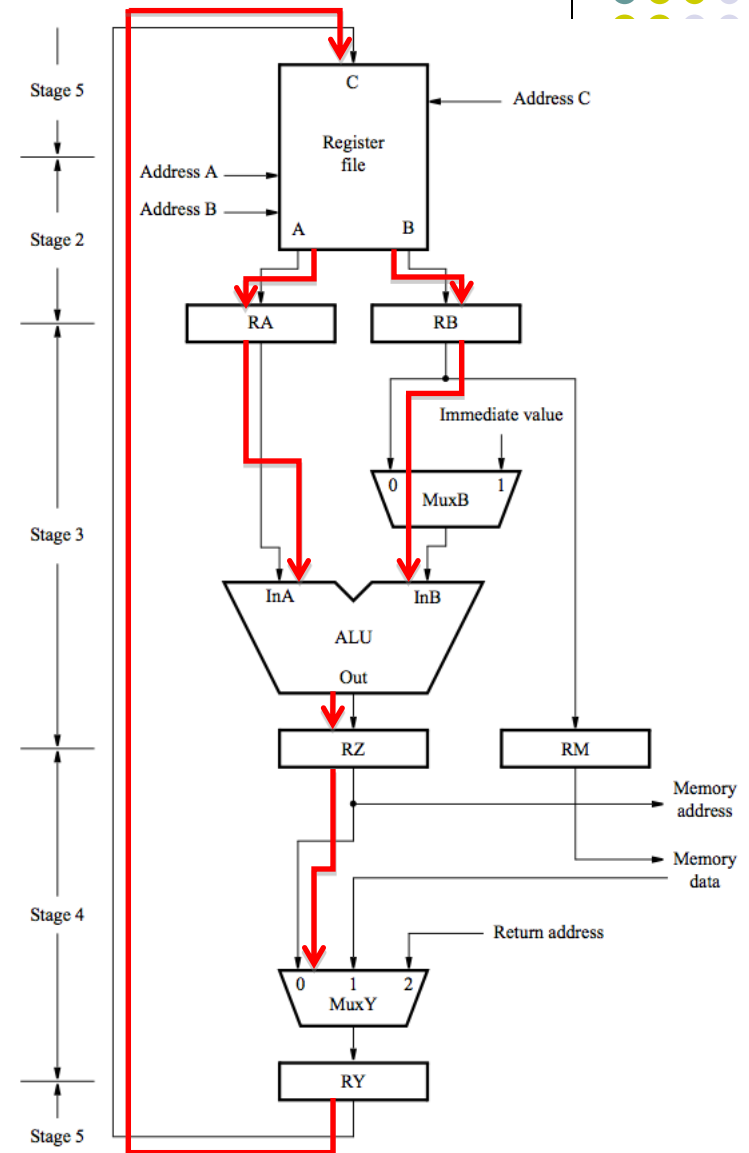 C
Stage 5
Address C
Register
file
Address A
Address B
A
B
Stage 2
RA
RB
Immediate value
0
1
MuxB
Stage 3
InA
InB
ALU
Out
RZ
RM
Memory
address
Memory
data
Stage 4
Return address
0
1
2
MuxY
RY
Stage 5